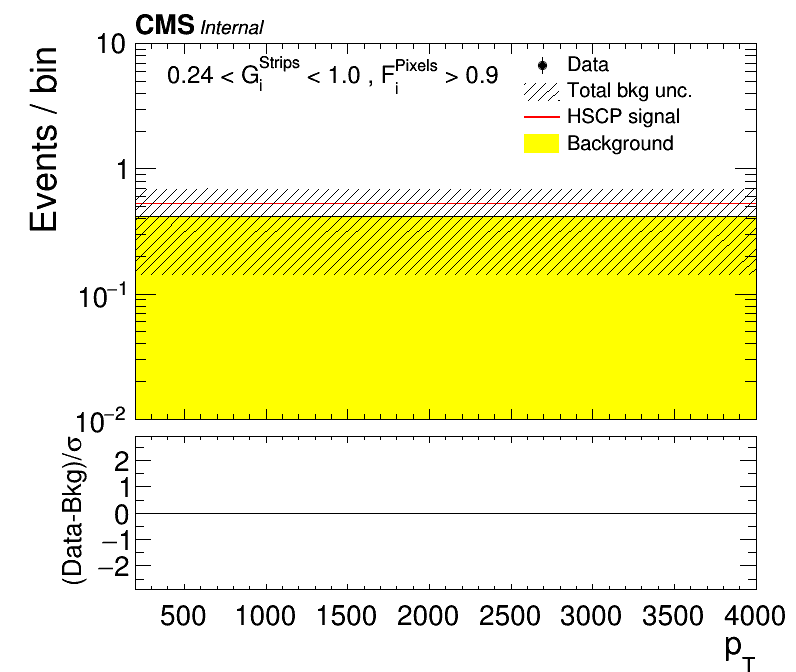 CMS Internal
Events / bin
10
1
10⁻¹
10⁻²
0.24 < G_i^Strips < 1.0 , F_i^Pixels > 0.9
Data
Total bkg unc.
HSCP signal
Background
(Data-Bkg)/σ
2
1
0
−1
−2
500 1000 1500 2000 2500 3000 3500 4000
p_T